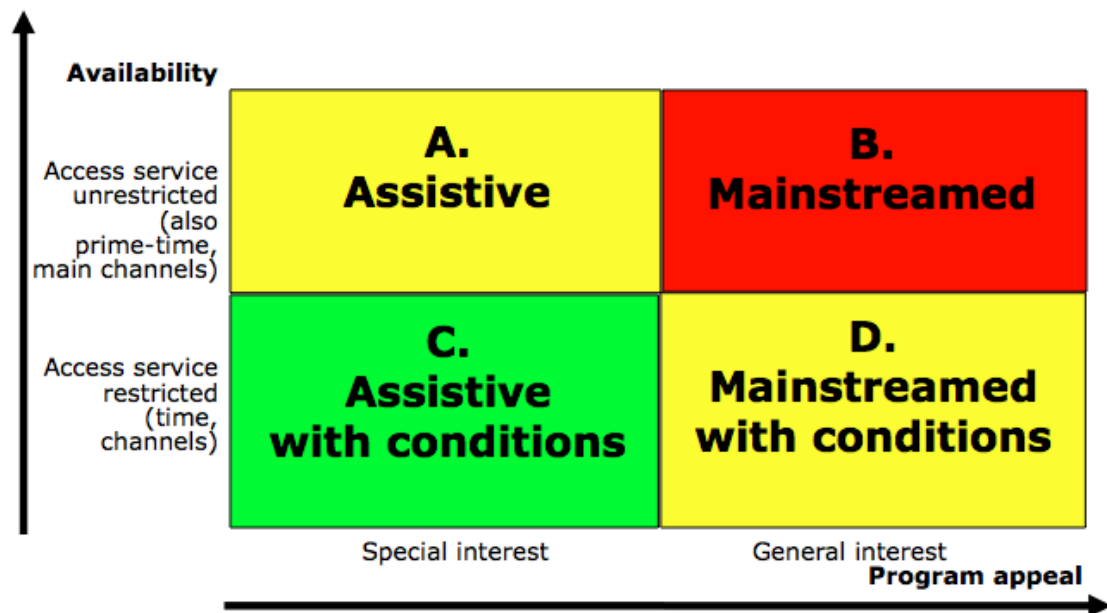 Availability
Access service
unrestricted
(also
prime-time,
main channels)
A.
Assistive
B.
Mainstreamed
Access service
restricted
(time,
channels)
C.
Assistive
with conditions
D.
Mainstreamed
with conditions
Special interest
General interest
Program appeal